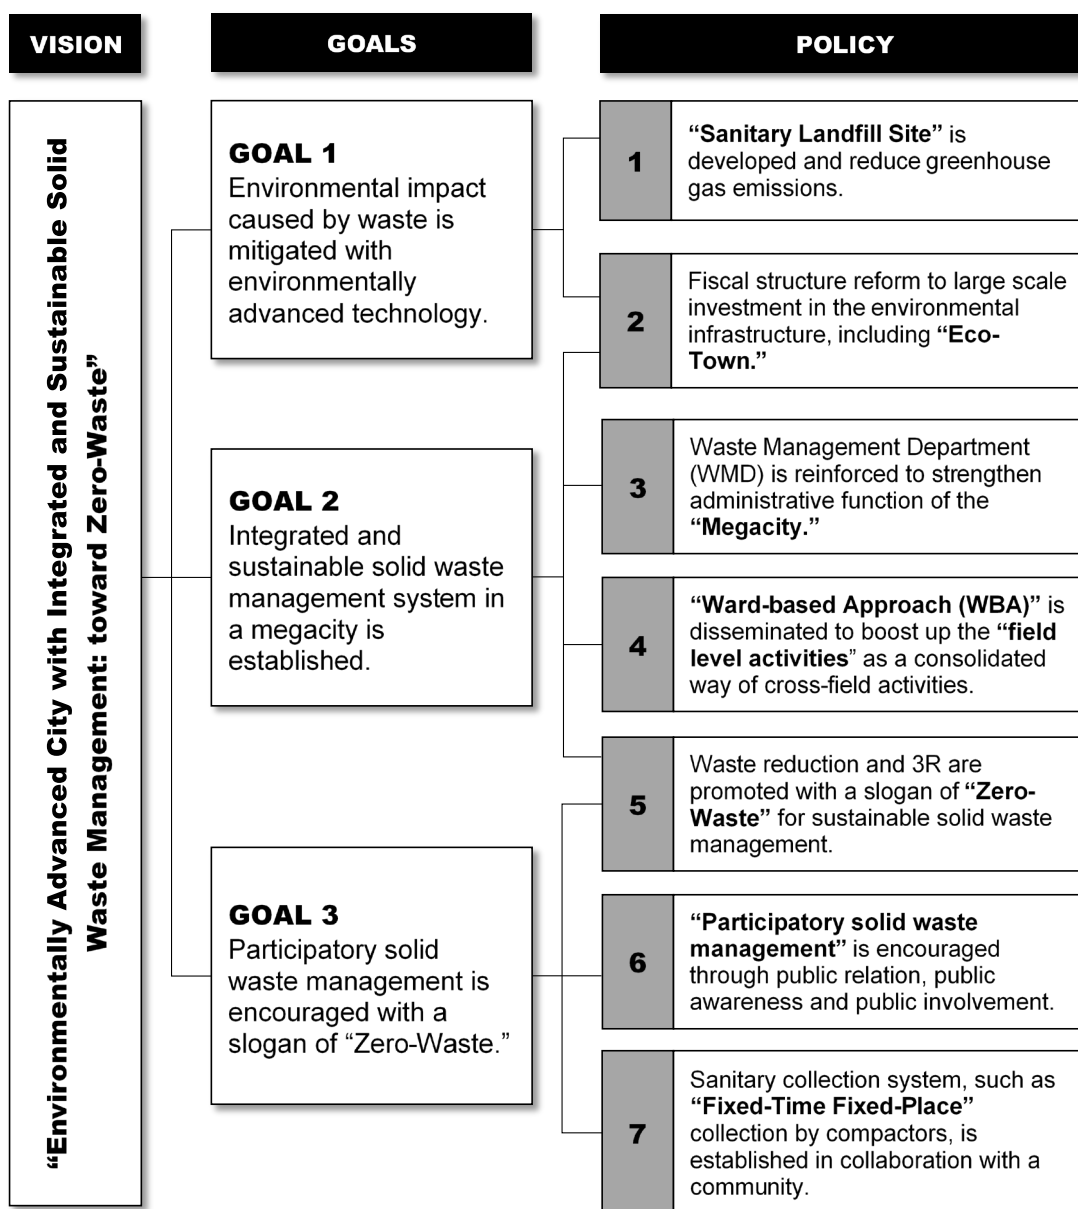 VISION
GOALS
POLICY
“Environmentally Advanced City with Integrated and Sustainable Solid
Waste Management: toward Zero-Waste”
GOAL 1
Environmental impact
caused by waste is
mitigated with
environmentally
advanced technology.
GOAL 2
Integrated and
sustainable solid waste
management system in
a megacity is
established.
GOAL 3
Participatory solid
waste management is
encouraged with a
slogan of “Zero-Waste.”
1
“Sanitary Landfill Site” is
developed and reduce greenhouse
gas emissions.
2
Fiscal structure reform to large scale
investment in the environmental
infrastructure, including “Eco-
Town.”
3
Waste Management Department
(WMD) is reinforced to strengthen
administrative function of the
“Megacity.”
4
“Ward-based Approach (WBA)” is
disseminated to boost up the “field
level activities” as a consolidated
way of cross-field activities.
5
Waste reduction and 3R are
promoted with a slogan of “Zero-
Waste” for sustainable solid waste
management.
6
“Participatory solid waste
management” is encouraged
through public relation, public
awareness and public involvement.
7
Sanitary collection system, such as
“Fixed-Time Fixed-Place”
collection by compactors, is
established in collaboration with a
community.